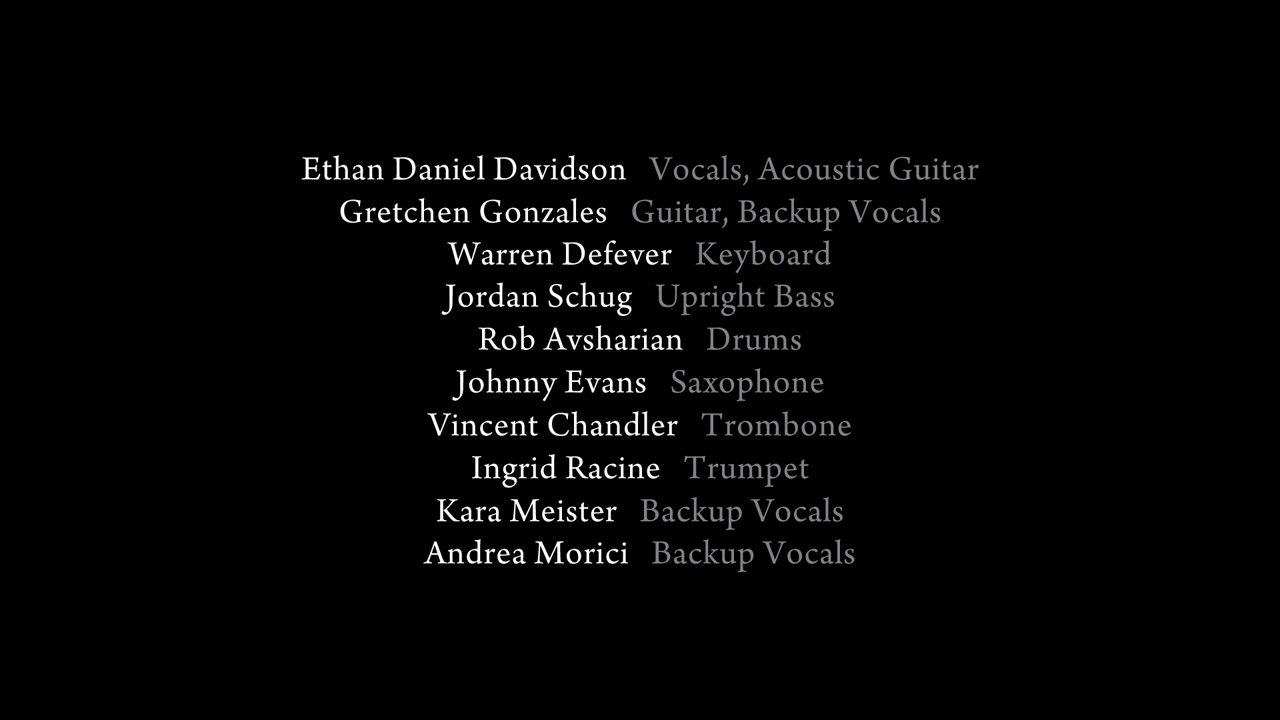 Ethan Daniel Davidson Vocals, Acoustic Guitar
Gretchen Gonzales Guitar, Backup Vocals
Warren Defever Keyboard
Jordan Schug Upright Bass
Rob Avsharian Drums
Johnny Evans Saxophone
Vincent Chandler Trombone
Ingrid Racine Trumpet
Kara Meister Backup Vocals
Andrea Morici Backup Vocals